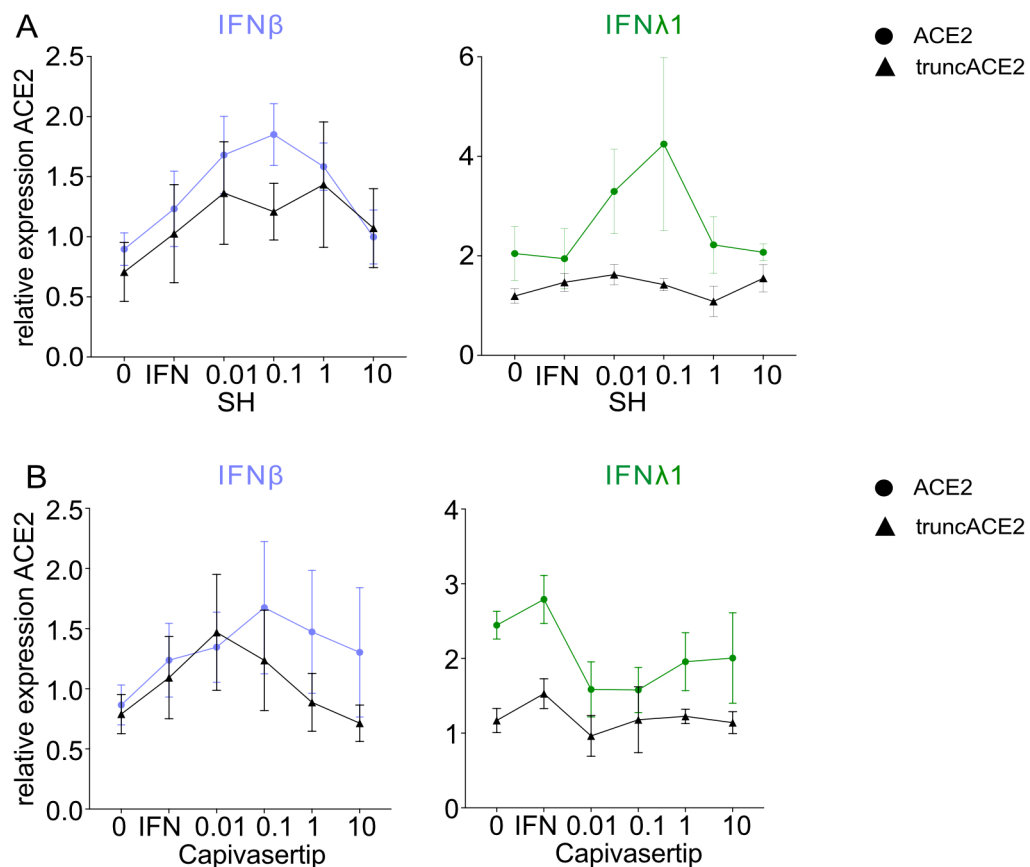 A
IFNβ
IFNλ1
ACE2
truncACE2
relative expression ACE2
2.5
2.0
1.5
1.0
0.5
0.0
0 IFN 0.01 0.1 1 10
SH
6
4
2
0
0 IFN 0.01 0.1 1 10
SH
B
IFNβ
IFNλ1
ACE2
truncACE2
relative expression ACE2
2.5
2.0
1.5
1.0
0.5
0.0
0 IFN 0.01 0.1 1 10
Capivasertip
4
3
2
1
0
0 IFN 0.01 0.1 1 10
Capivasertip